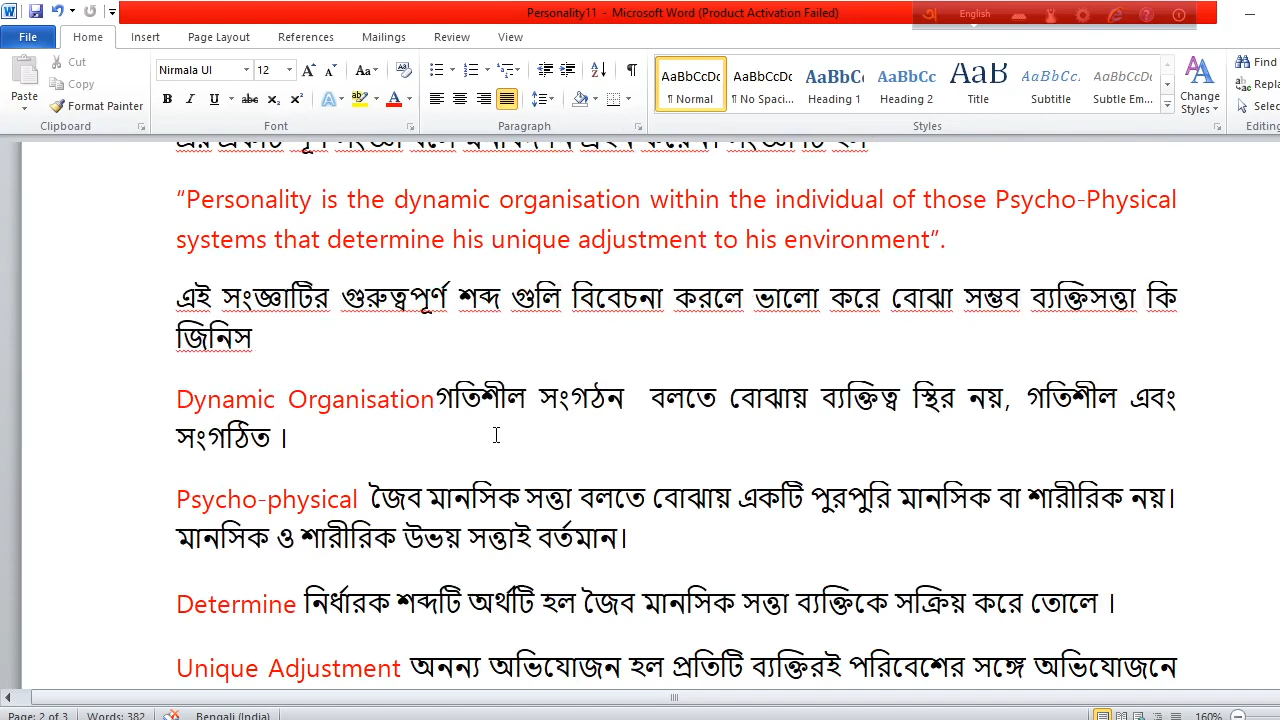 Personality11 - Microsoft Word (Product Activation Failed)
English
File Home Insert Page Layout References Mailings Review View
Paste
Cut
Copy
Format Painter
Clipboard
Nirmala UI 12
Font
Paragraph
AaBbCcDc AaBbCcDc AaBbCc AaBbCc AaB AaBbCc. AaBbCcDc
¶ Normal ¶ No Spaci... Heading 1 Heading 2 Title Subtitle Subtle Em...
Change Styles
Styles
Find
Repla
Selec
Editing
“Personality is the dynamic organisation within the individual of those Psycho-Physical
systems that determine his unique adjustment to his environment”.
এই সংজ্ঞাটির গুরুত্বপূর্ণ শব্দ গুলি বিবেচনা করলে ভালো করে বোঝা সম্ভব ব্যক্তিসত্তা কি
জিনিস
Dynamic Organisationগতিশীল সংগঠন বলতে বোঝায় ব্যক্তিত্ব স্থির নয়, গতিশীল এবং
সংগঠিত ।
Psycho-physical জৈব মানসিক সত্তা বলতে বোঝায় একটি পুরপুরি মানসিক বা শারীরিক নয়।
মানসিক ও শারীরিক উভয় সত্তাই বর্তমান।
Determine নির্ধারক শব্দটি অর্থটি হল জৈব মানসিক সত্তা ব্যক্তিকে সক্রিয় করে তোলে ।
Unique Adjustment অনন্য অভিযোজন হল প্রতিটি ব্যক্তিরই পরিবেশের সঙ্গে অভিযোজনে
Page: 2 of 3 Words: 382 Bengali (India) 160%